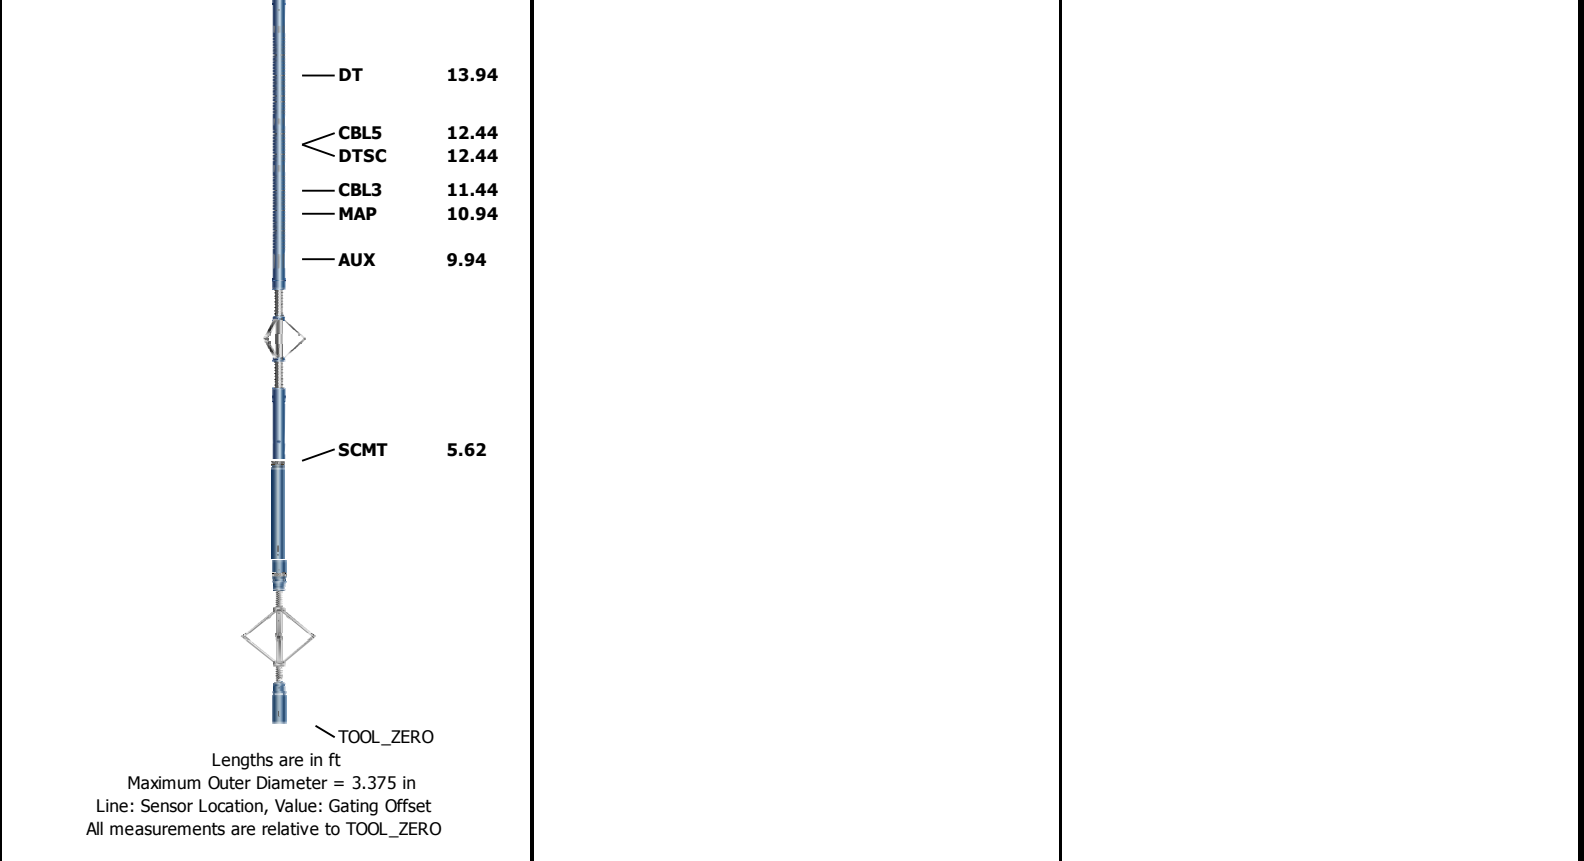 DT 13.94
CBL5 12.44
DTSC 12.44
CBL3 11.44
MAP 10.94
AUX 9.94
SCMT 5.62
TOOL_ZERO
Lengths are in ft
Maximum Outer Diameter = 3.375 in
Line: Sensor Location, Value: Gating Offset
All measurements are relative to TOOL_ZERO